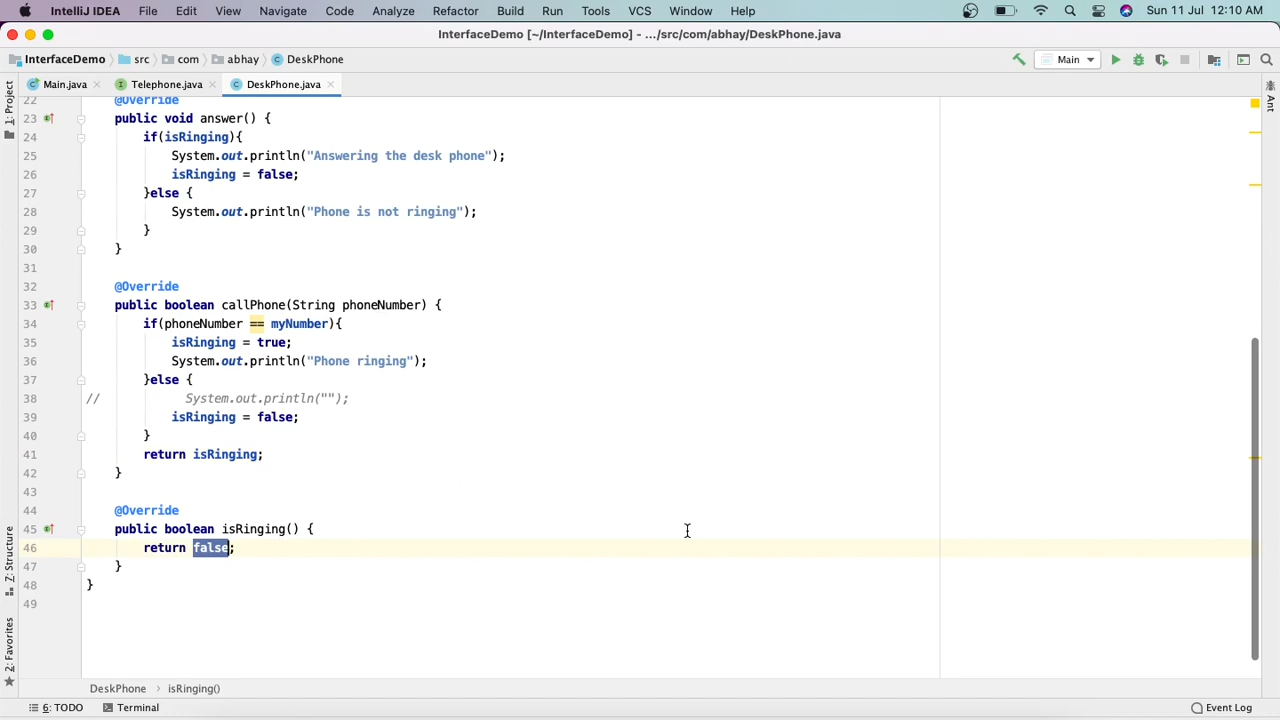 IntelliJ IDEA File Edit View Navigate Code Analyze Refactor Build Run Tools VCS Window Help Sun 11 Jul 12:10 AM
InterfaceDemo [~/InterfaceDemo] - .../src/com/abhay/DeskPhone.java
InterfaceDemo src com abhay DeskPhone Main
Main.java Telephone.java DeskPhone.java
1: Project
Ant
22 @Override
23 public void answer() {
24 if(isRinging){
25 System.out.println("Answering the desk phone");
26 isRinging = false;
27 }else {
28 System.out.println("Phone is not ringing");
29 }
30 }
31
32 @Override
33 public boolean callPhone(String phoneNumber) {
34 if(phoneNumber == myNumber){
35 isRinging = true;
36 System.out.println("Phone ringing");
37 }else {
38 // System.out.println("");
39 isRinging = false;
40 }
41 return isRinging;
42 }
43
44 @Override
45 public boolean isRinging() {
46 return false;
47 }
48 }
49
Z: Structure
2: Favorites
DeskPhone > isRinging()
6: TODO Terminal Event Log